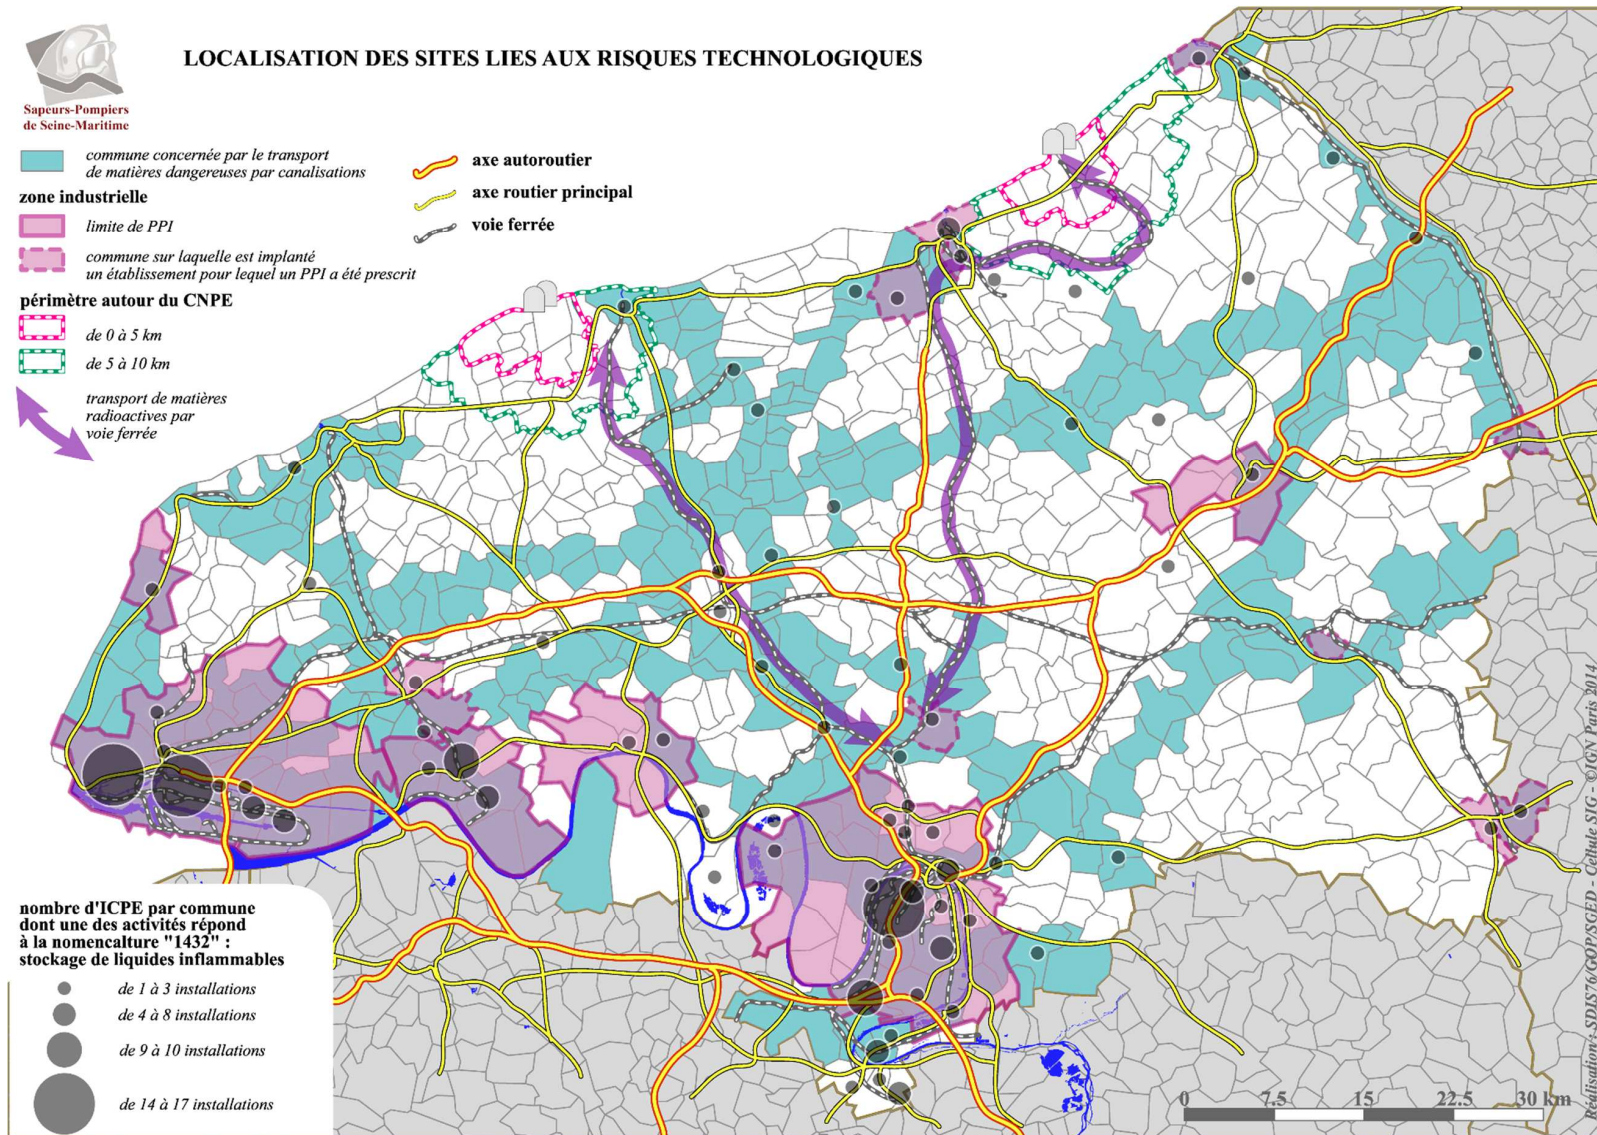 LOCALISATION DES SITES LIES AUX RISQUES TECHNOLOGIQUES
Sapeurs-Pompiers
de Seine-Maritime
commune concernée par le transport
de matières dangereuses par canalisations
zone industrielle
limite de PPI
commune sur laquelle est implanté
un établissement pour lequel un PPI a été prescrit
périmètre autour du CNPE
de 0 à 5 km
de 5 à 10 km
transport de matières
radioactives par
voie ferrée
axe autoroutier
axe routier principal
voie ferrée
nombre d'ICPE par commune
dont une des activités répond
à la nomencalture "1432" :
stockage de liquides inflammables
de 1 à 3 installations
de 4 à 8 installations
de 9 à 10 installations
de 14 à 17 installations
0 7.5 15 22.5 30 km
Réalisation : SDIS76/GOP/SGED - Cellule SIG - ©IGN Paris 2014